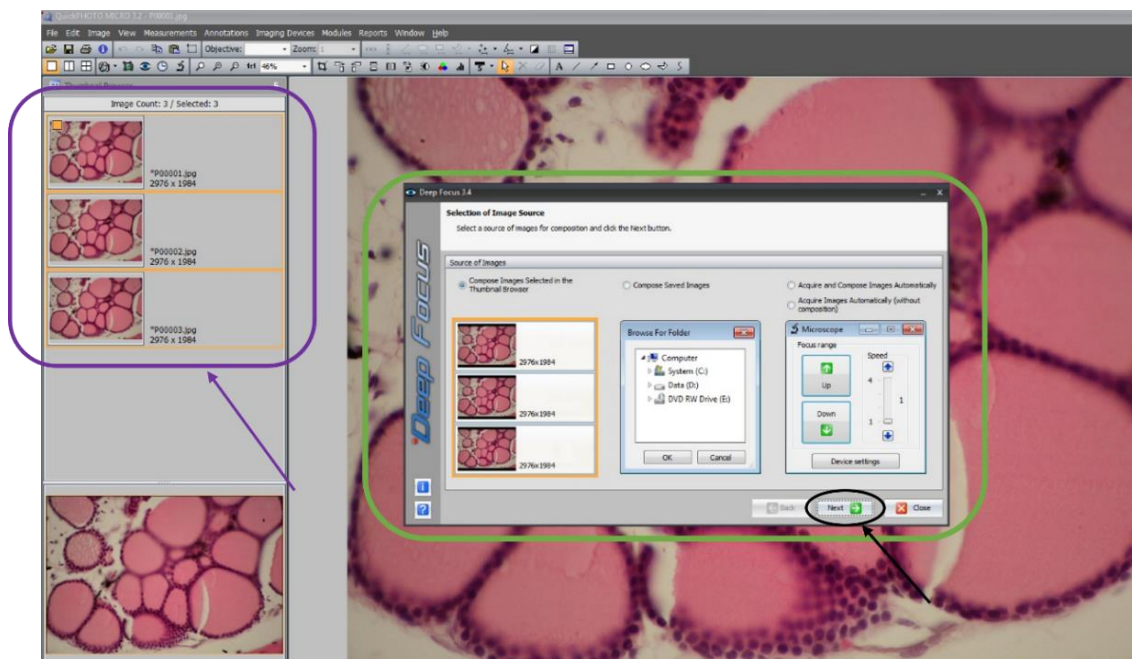 QuickPHOTO MICRO 3.2 - P00001.jpg
File Edit Image View Measurements Annotations Imaging Devices Modules Reports Window Help
Objective: Zoom: 1
1:1 46%
Thumbnail Browser
Image Count: 3 / Selected: 3
*P00001.jpg
2976 x 1984
*P00002.jpg
2976 x 1984
*P00003.jpg
2976 x 1984
Deep Focus 3.4
Deep Focus
Selection of Image Source
Select a source of images for composition and click the Next button.
Source of Images
Compose Images Selected in the
Thumbnail Browser
2976x1984
2976x1984
2976x1984
Compose Saved Images
Browse For Folder
Computer
System (C:)
Data (D:)
DVD RW Drive (E:)
OK Cancel
Acquire and Compose Images Automatically
Acquire Images Automatically (without
composition)
Microscope
Focus range
Speed
Up
4
1
Down
1
Device settings
Back Next Close